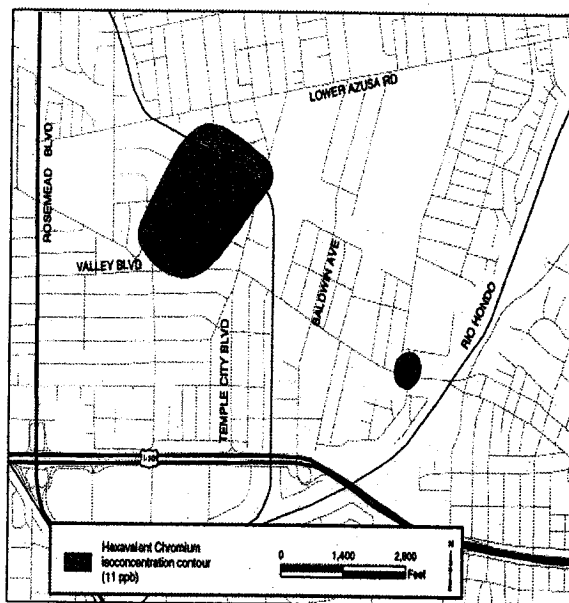 LOWER AZUSA RD
ROSEMEAD BLVD
VALLEY BLVD
BALDWIN AVE
RIO HONDO
TEMPLE CITY BLVD
I-10
Hexavalent Chromium
isoconcentration contour
(11 ppb)
0 1,400 2,800
Feet
N